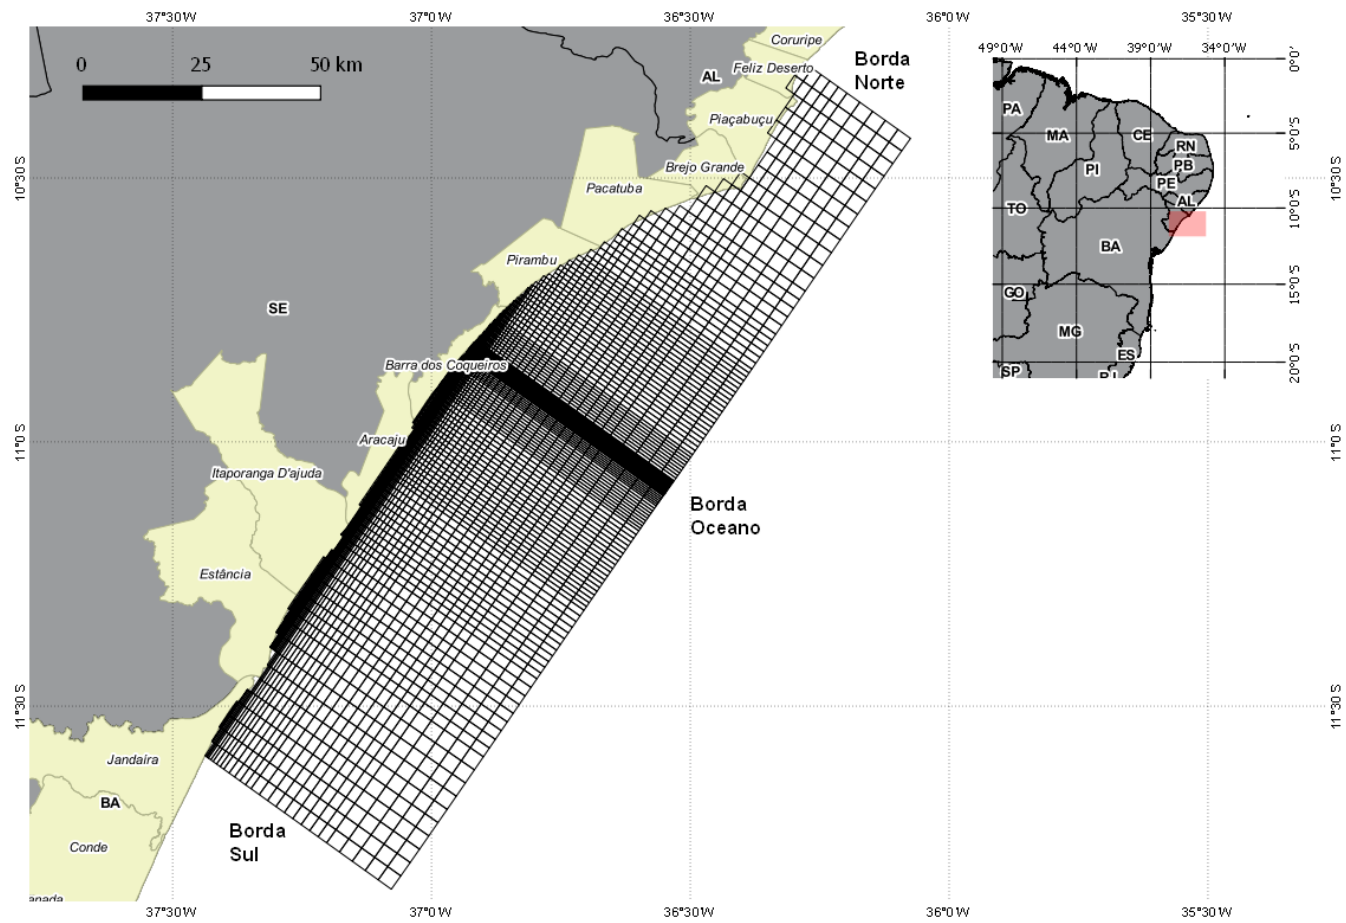 37°30'W 37°0'W 36°30'W 36°0'W 35°30'W
0 25 50 km
Coruripe
Borda
Norte
AL
Feliz Deserto
Piaçabuçu
Brejo Grande
10°30'S
10°30'S
Pacatuba
Pirambu
SE
Barra dos Coqueiros
Aracaju
11°0'S
11°0'S
Itaporanga D'ajuda
Borda
Oceano
Estância
11°30'S
11°30'S
Jandaíra
BA
Borda
Sul
Conde
37°30'W 37°0'W 36°30'W 36°0'W 35°30'W
49°0'W 44°0'W 39°0'W 34°0'W
0°0'
PA
MA
CE
5°0'S
RN
PI
PB
PE
TO
AL
10°0'S
BA
GO
15°0'S
MG
ES
SP
RJ
20°0'S